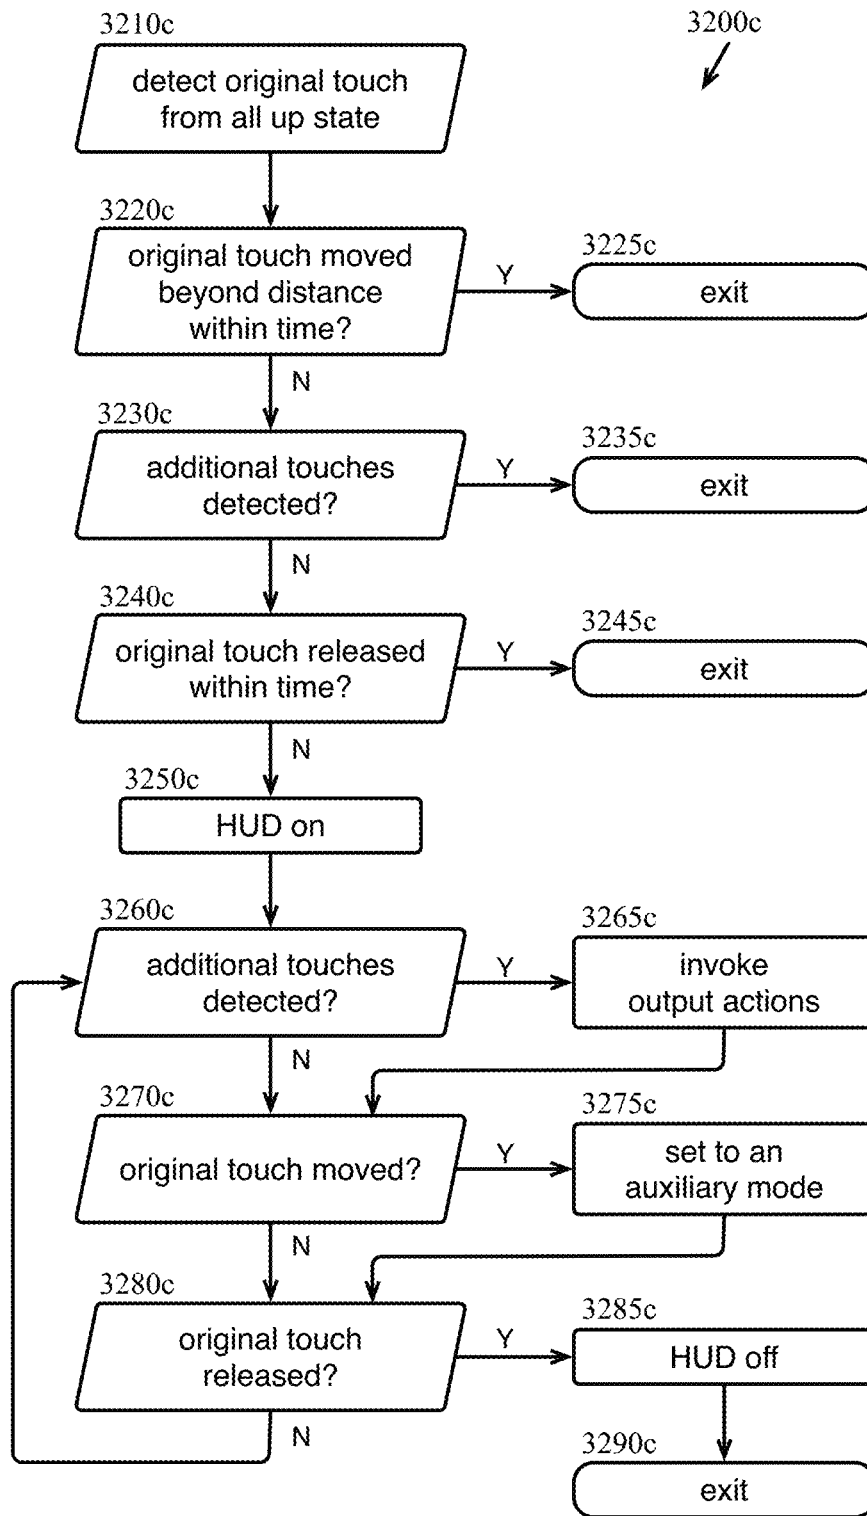 3210c
3200c
detect original touch
from all up state
3220c
original touch moved
beyond distance
within time?
Y
3225c
exit
N
3230c
additional touches
detected?
Y
3235c
exit
N
3240c
original touch released
within time?
Y
3245c
exit
N
3250c
HUD on
3260c
additional touches
detected?
Y
3265c
invoke
output actions
N
3270c
original touch moved?
Y
3275c
set to an
auxiliary mode
N
3280c
original touch
released?
Y
3285c
HUD off
N
3290c
exit